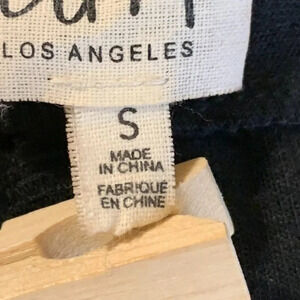 LOS ANGELES
S
MADE
IN CHINA
FABRIQUÉ
EN CHINE